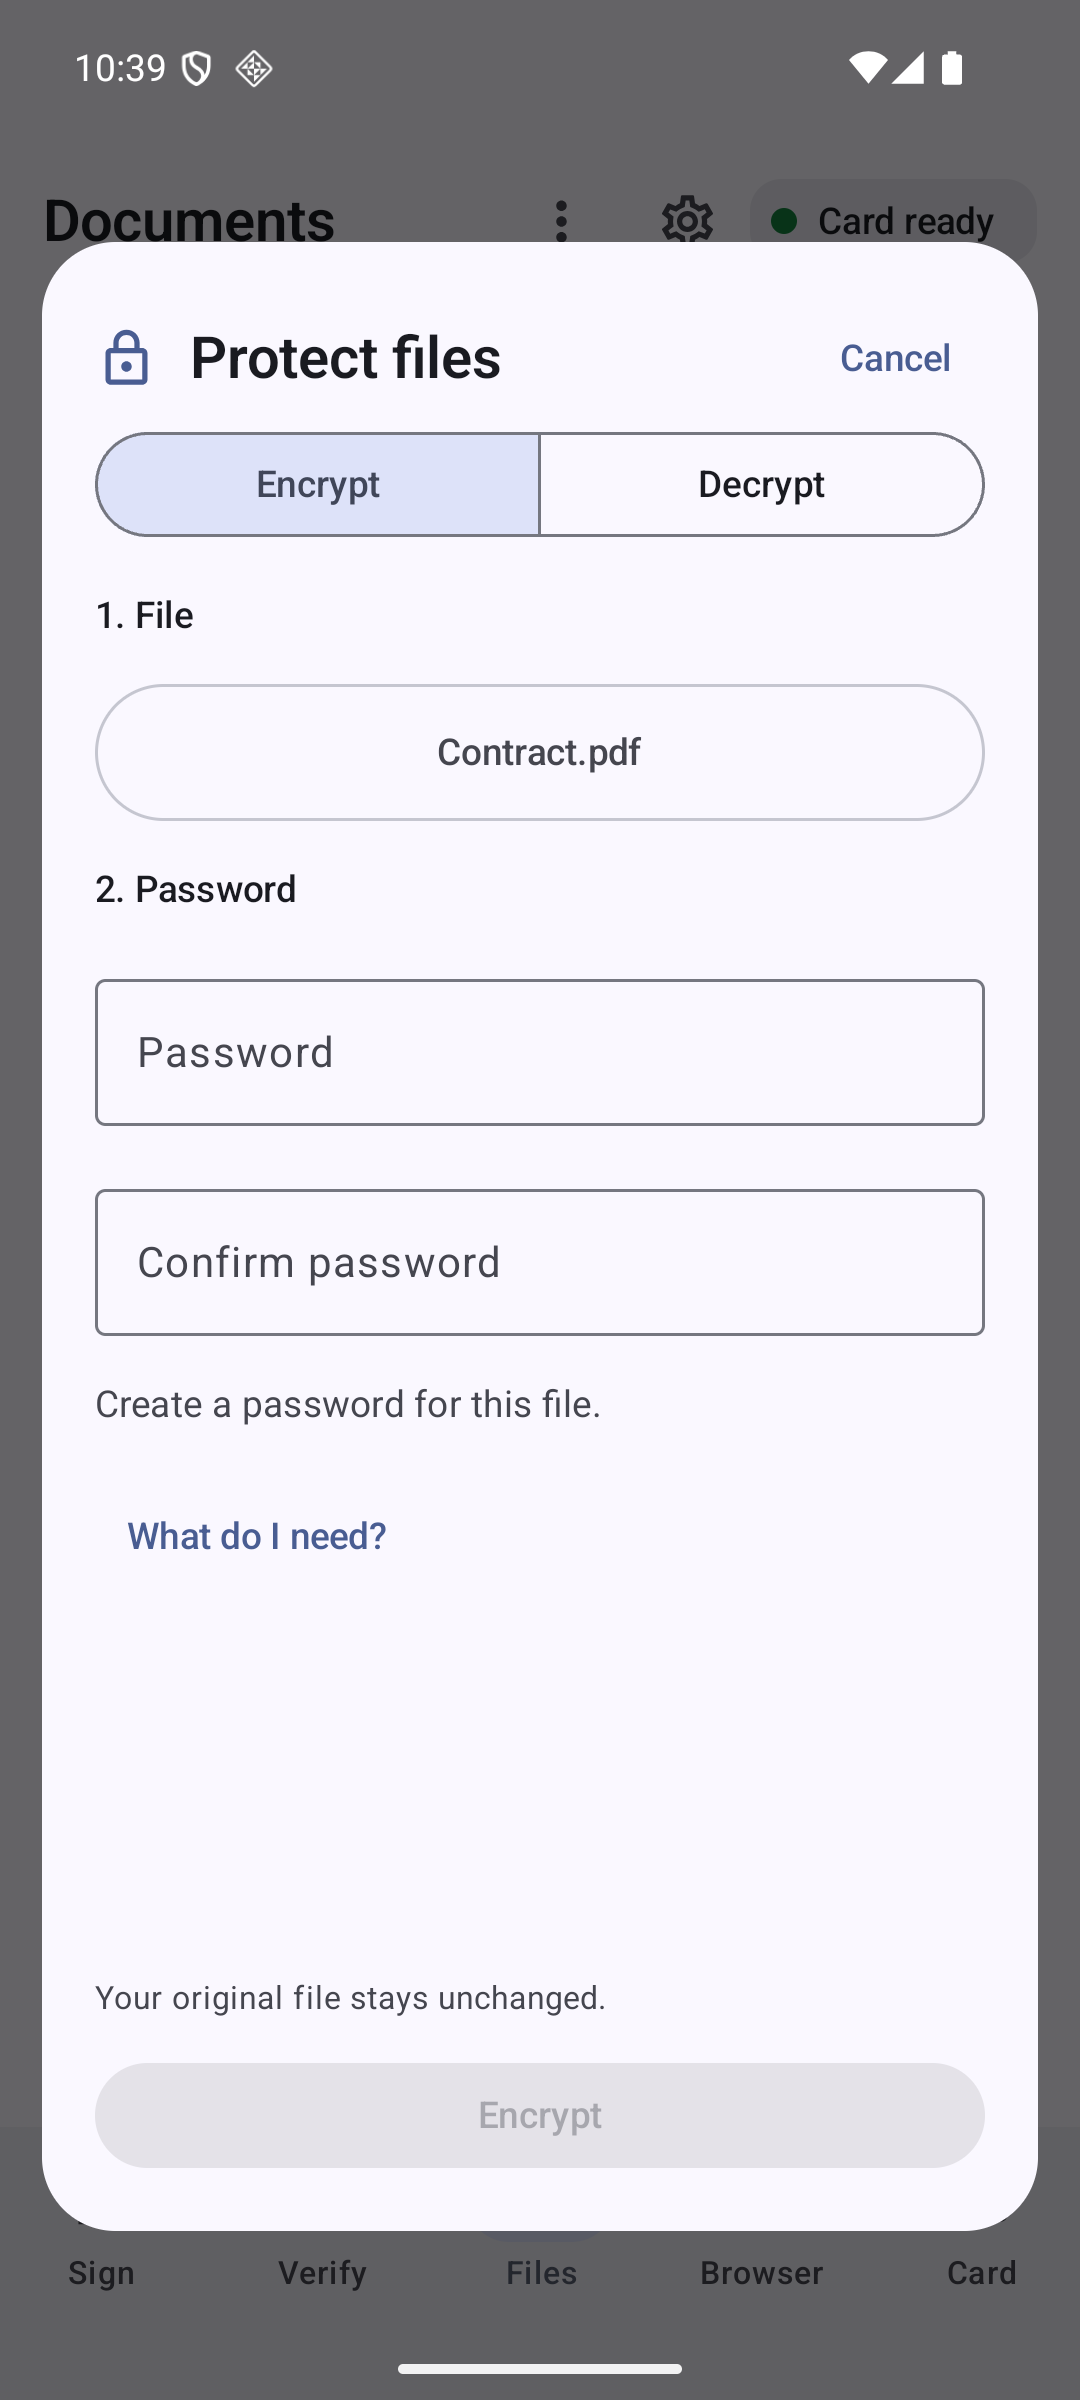 10:39
Documents
Card ready
Protect files
Cancel
Encrypt
Decrypt
1. File
Contract.pdf
2. Password
Password
Confirm password
Create a password for this file.
What do I need?
Your original file stays unchanged.
Encrypt
Sign
Verify
Files
Browser
Card